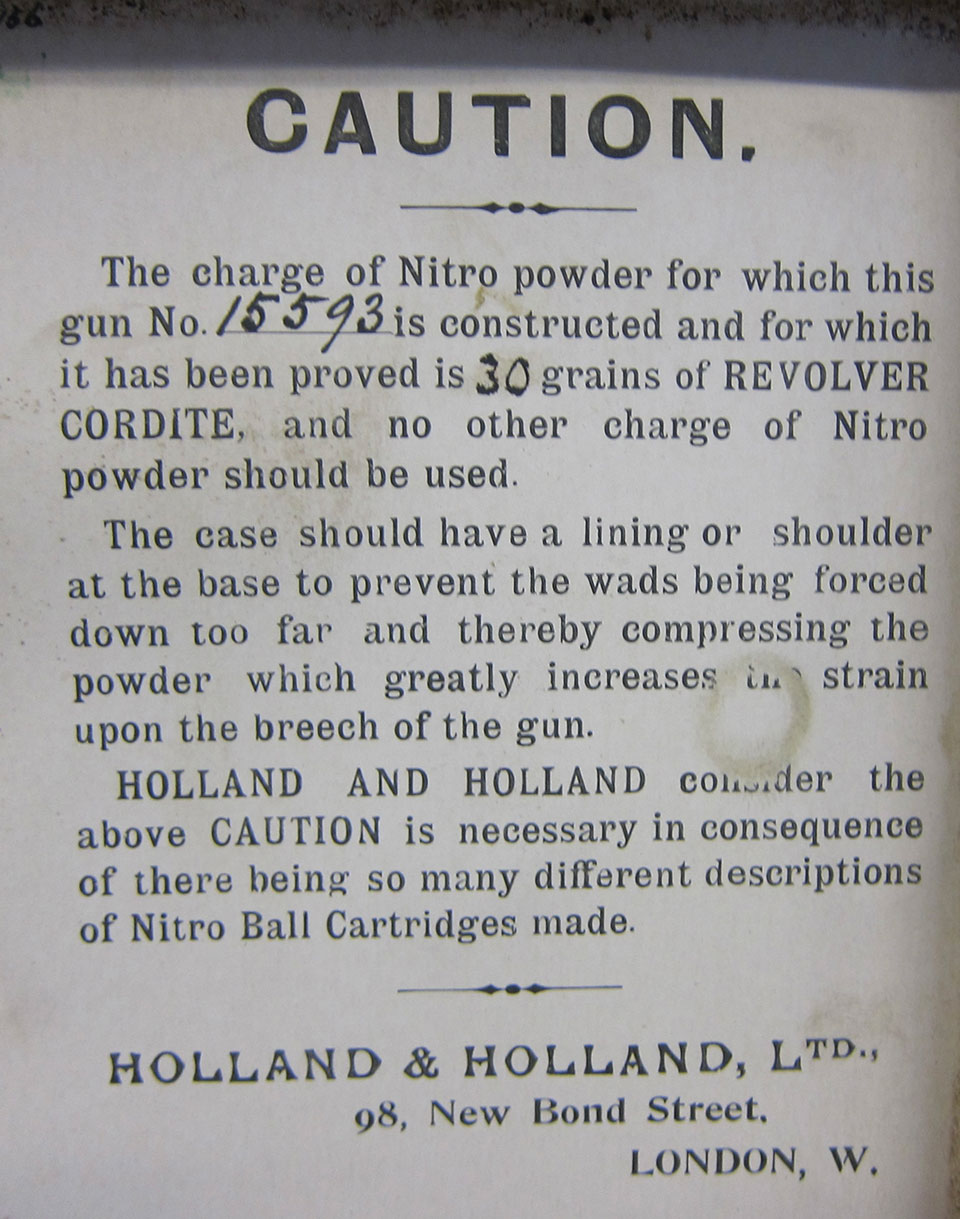 CAUTION.
The charge of Nitro powder for which this
gun No. 15593 is constructed and for which
it has been proved is 30 grains of REVOLVER
CORDITE, and no other charge of Nitro
powder should be used.
The case should have a lining or shoulder
at the base to prevent the wads being forced
down too far and thereby compressing the
powder which greatly increases the strain
upon the breech of the gun.
HOLLAND AND HOLLAND consider the
above CAUTION is necessary in consequence
of there being so many different descriptions
of Nitro Ball Cartridges made.
HOLLAND & HOLLAND, LTD.,
98, New Bond Street.
LONDON, W.